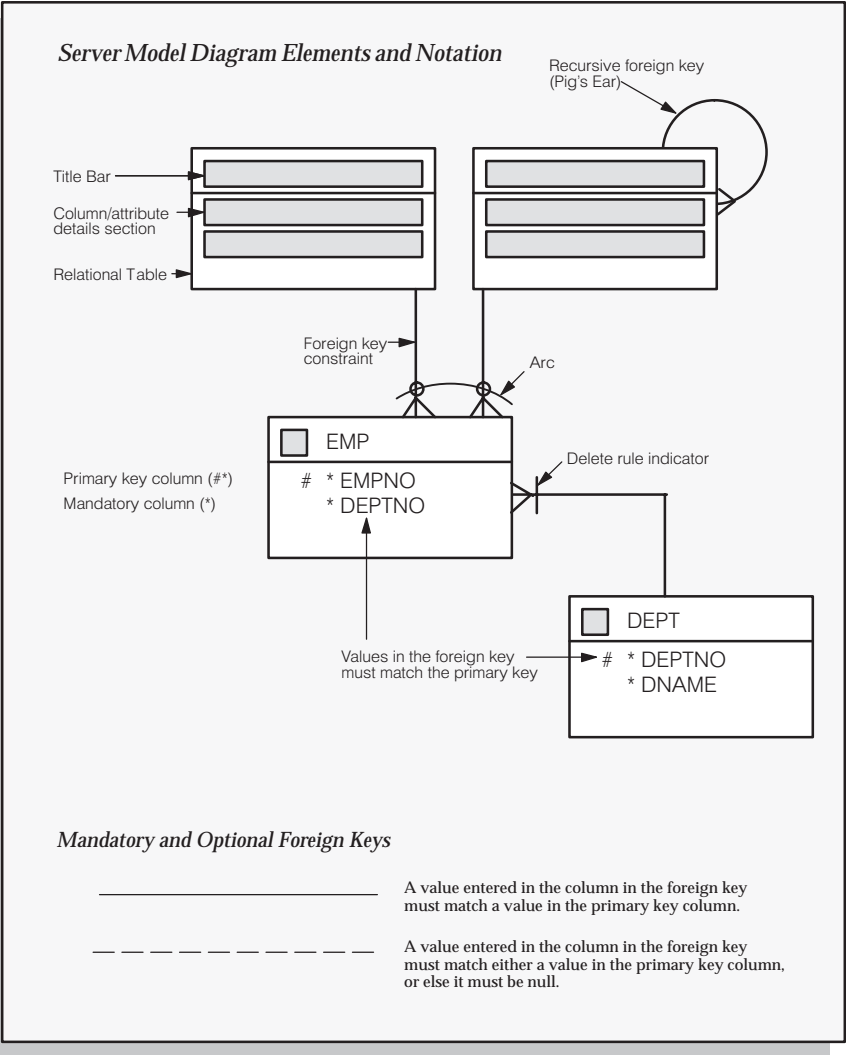 Server Model Diagram Elements and Notation
Recursive foreign key
(Pig's Ear)
Title Bar
Column/attribute
details section
Relational Table
Foreign key
constraint
Arc
EMP
Delete rule indicator
Primary key column (#*)
# * EMPNO
Mandatory column (*)
* DEPTNO
DEPT
Values in the foreign key
must match the primary key
# * DEPTNO
* DNAME
Mandatory and Optional Foreign Keys
A value entered in the column in the foreign key
must match a value in the primary key column.
A value entered in the column in the foreign key
must match either a value in the primary key column,
or else it must be null.